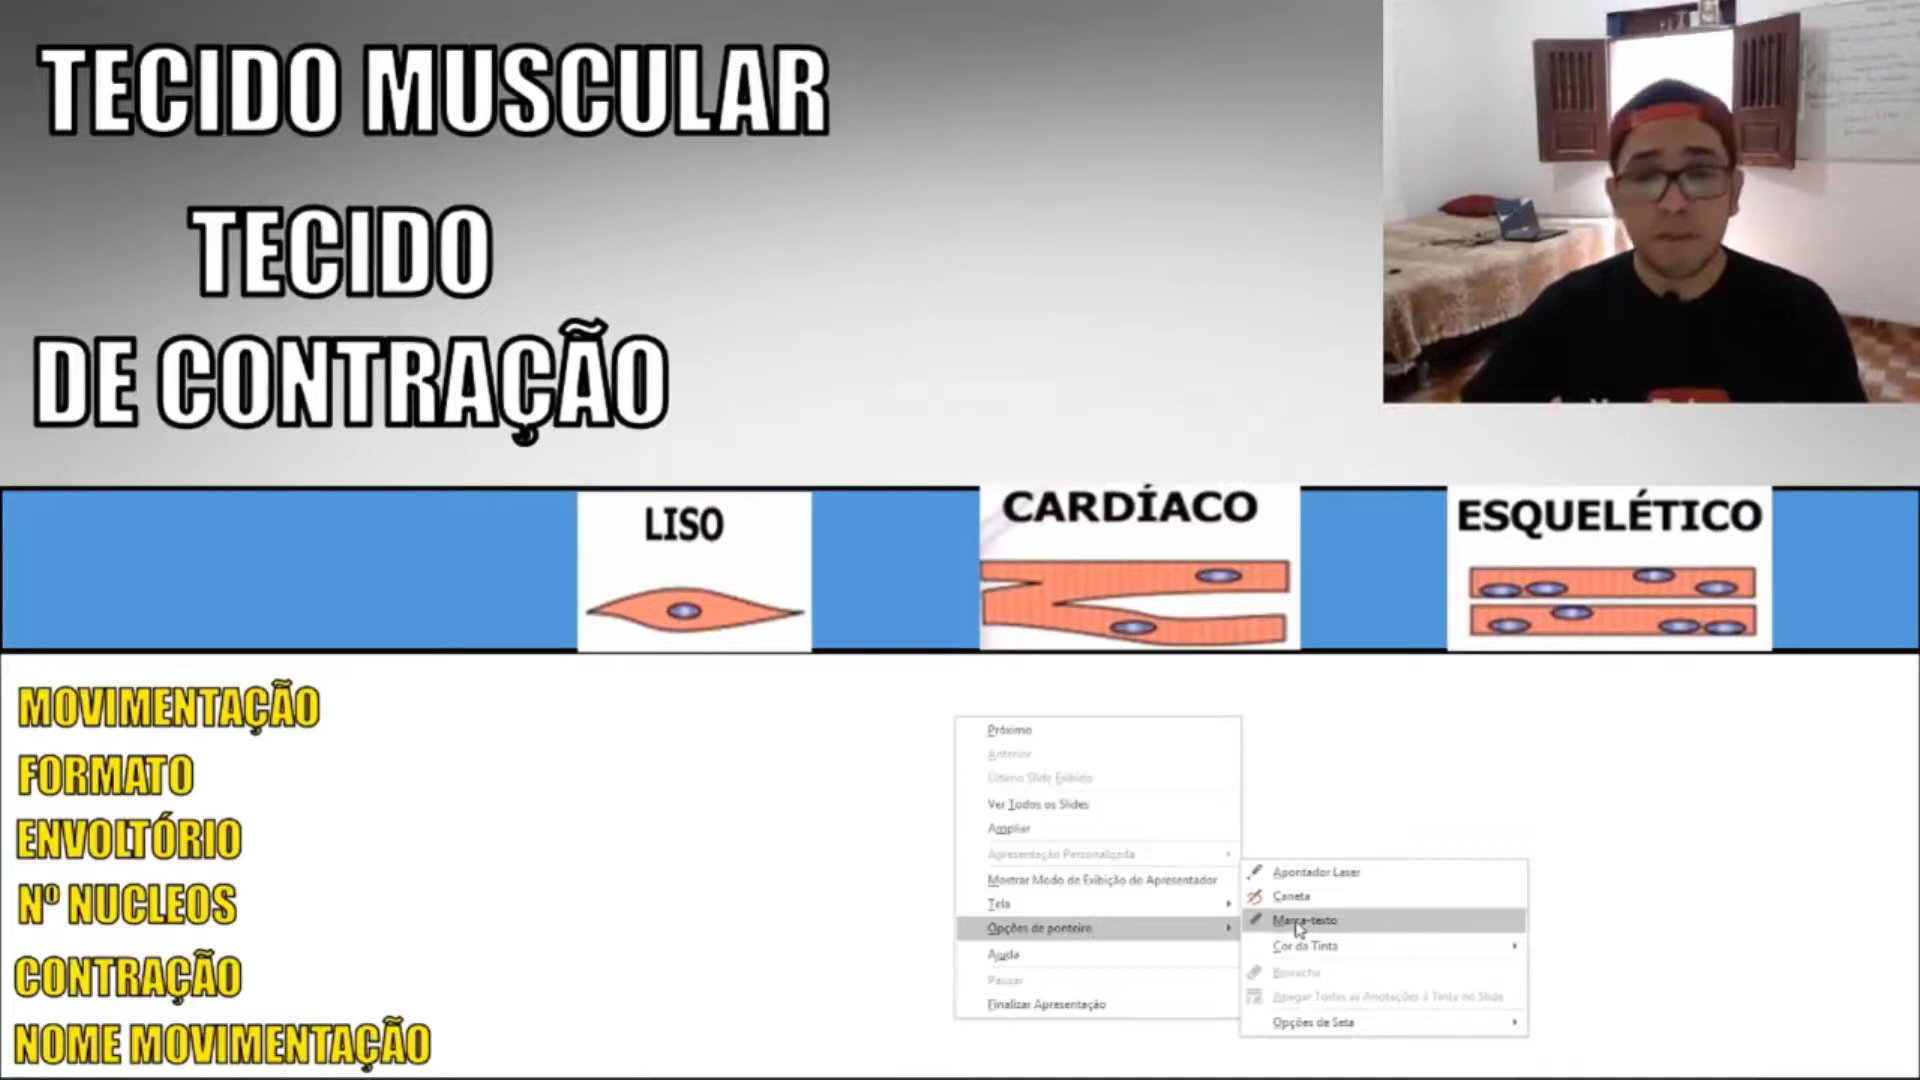 TECIDO MUSCULAR
TECIDO
DE CONTRAÇÃO
LISO
CARDÍACO
ESQUELÉTICO
MOVIMENTAÇÃO
FORMATO
ENVOLTÓRIO
Nº NUCLEOS
CONTRAÇÃO
NOME MOVIMENTAÇÃO
Próximo
Anterior
Último Slide Exibido
Ver Todos os Slides
Ampliar
Apresentação Personalizada
Mostrar Modo de Exibição do Apresentador
Tela
Opções de ponteiro
Ajuda
Pausar
Finalizar Apresentação
Apontador Laser
Caneta
Marca-texto
Cor da Tinta
Borracha
Apagar Todas as Anotações à Tinta no Slide
Opções de Seta